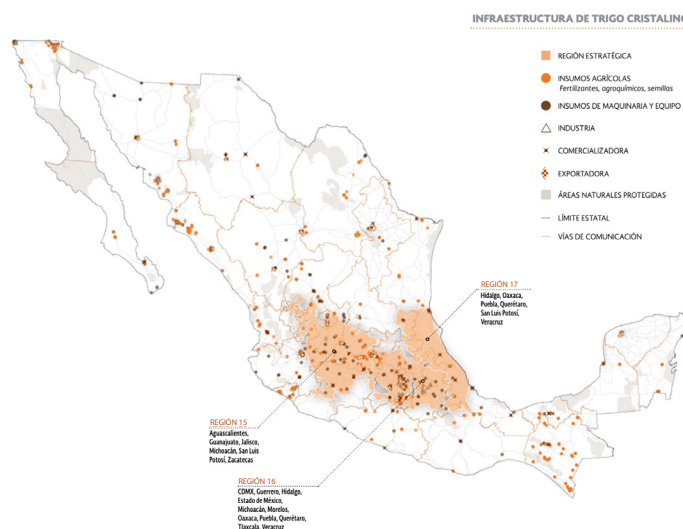 INFRAESTRUCTURA DE TRIGO CRISTALINO
REGIÓN ESTRATÉGICA
INSUMOS AGRÍCOLAS
Fertilizantes, agroquímicos, semillas
INSUMOS DE MAQUINARIA Y EQUIPO
INDUSTRIA
COMERCIALIZADORA
EXPORTADORA
ÁREAS NATURALES PROTEGIDAS
LÍMITE ESTATAL
VÍAS DE COMUNICACIÓN
REGIÓN 17
Hidalgo, Oaxaca,
Puebla, Querétaro,
San Luis Potosí,
Veracruz
REGIÓN 15
Aguascalientes,
Guanajuato, Jalisco,
Michoacán, San Luis
Potosí, Zacatecas
REGIÓN 16
CDMX, Guerrero, Hidalgo,
Estado de México,
Michoacán, Morelos,
Oaxaca, Puebla, Querétaro,
Tlaxcala, Veracruz